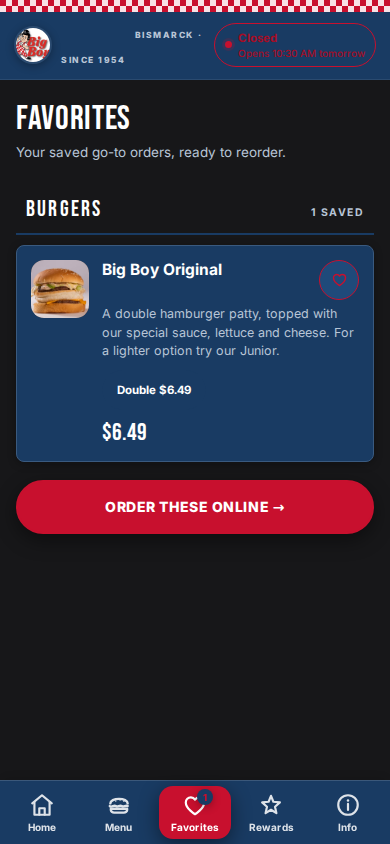 Big Boy
BISMARCK ·
SINCE 1954
Closed
Opens 10:30 AM tomorrow
FAVORITES
Your saved go-to orders, ready to reorder.
BURGERS
1 SAVED
Big Boy Original
A double hamburger patty, topped with
our special sauce, lettuce and cheese. For
a lighter option try our Junior.
Double $6.49
$6.49
ORDER THESE ONLINE →
1
Home
Menu
Favorites
Rewards
Info